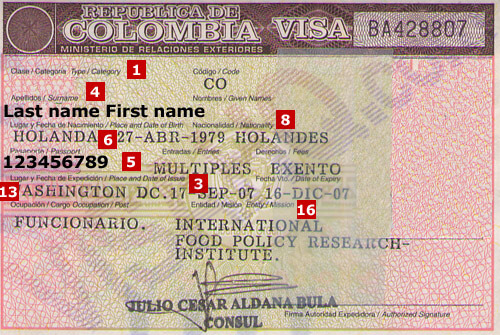 REPUBLICA DE
COLOMBIA VISA BA428807
MINISTERIO DE RELACIONES EXTERIORES
Clase / Categoría / Type / Category 1 Código / Code
CO
Apellidos / Surname 4 Nombres / Given Names
Last name First name
Lugar y Fecha de Nacimiento / Place and Date of Birth Nacionalidad / Nationality 8
HOLANDA 27-ABR-1979 HOLANDES
Pasaporte / Passport 6 Entradas / Entries Derechos / Fees
123456789 5 MULTIPLES EXENTO
Lugar y Fecha de Expedición / Place and Date of Issue Fecha Vto. / Date of Expiry
13 WASHINGTON DC. 17 3 SEP-07 16-DIC-07
Ocupación / Cargo Occupation / Post Entidad / Misión Entity / Mission 16
FUNCIONARIO. INTERNATIONAL
FOOD POLICY RESEARCH-
INSTITUTE.
JULIO CESAR ALDANA BULA
CONSUL
Firma Autoridad Expedidora / Authorized Signature